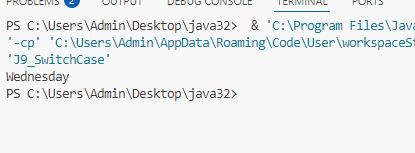 PROBLEMS 2 OUTPUT DEBUG CONSOLE TERMINAL PORTS
PS C:\Users\Admin\Desktop\java32>  & 'C:\Program Files\Java
'-cp' 'C:\Users\Admin\AppData\Roaming\Code\User\workspaceSt
'J9_SwitchCase'
Wednesday
PS C:\Users\Admin\Desktop\java32>